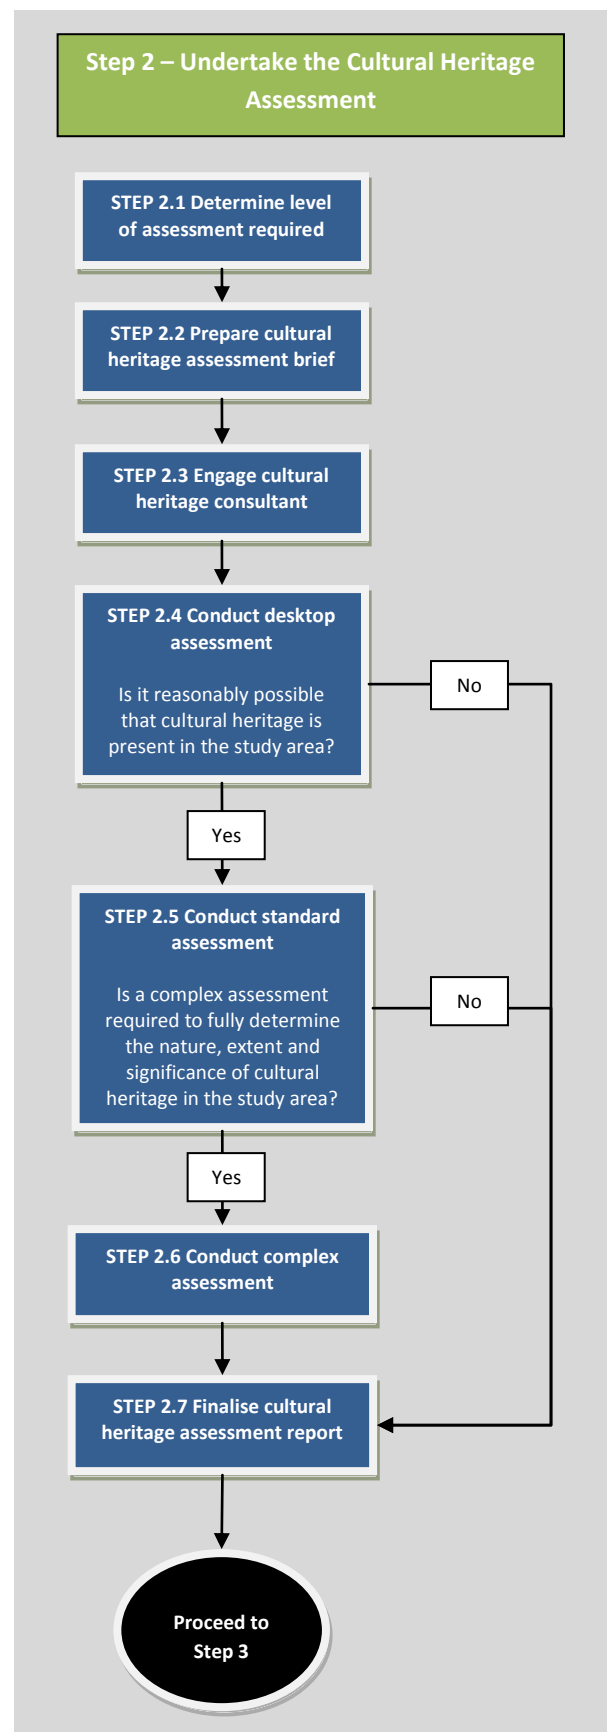 Step 2 – Undertake the Cultural Heritage
Assessment
STEP 2.1 Determine level
of assessment required
STEP 2.2 Prepare cultural
heritage assessment brief
STEP 2.3 Engage cultural
heritage consultant
STEP 2.4 Conduct desktop
assessment
Is it reasonably possible
that cultural heritage is
present in the study area?
No
Yes
STEP 2.5 Conduct standard
assessment
Is a complex assessment
required to fully determine
the nature, extent and
significance of cultural
heritage in the study area?
No
Yes
STEP 2.6 Conduct complex
assessment
STEP 2.7 Finalise cultural
heritage assessment report
Proceed to
Step 3